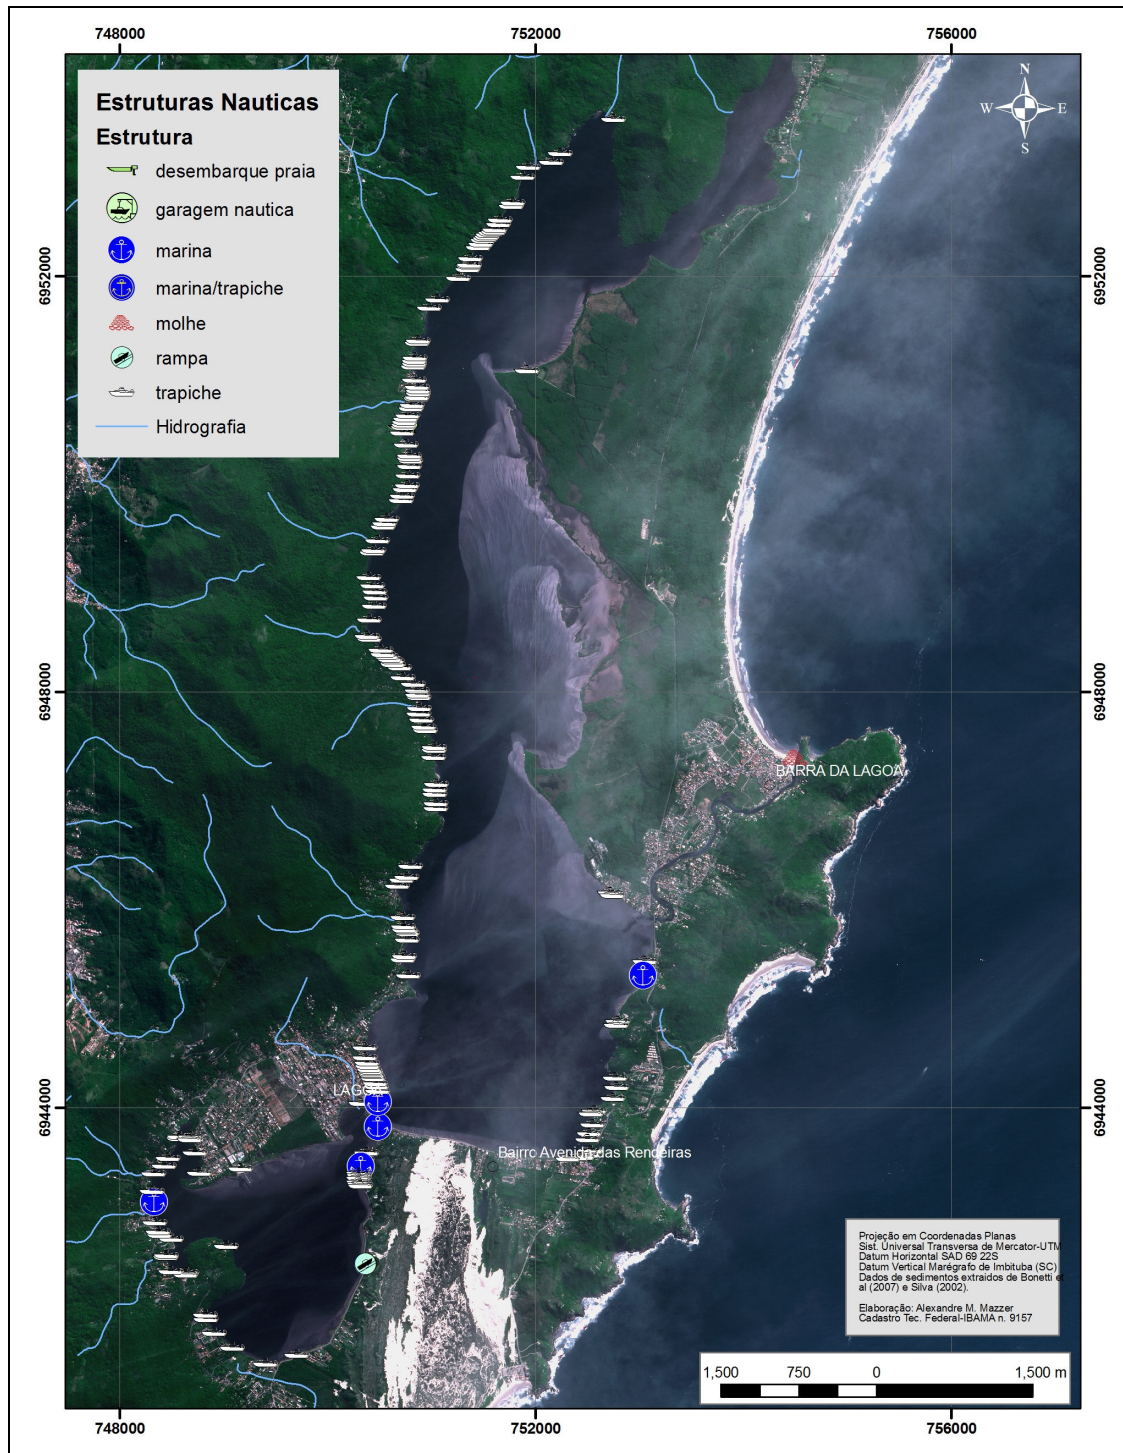 748000 752000 756000
Estruturas Nauticas
Estrutura
desembarque praia
garagem nautica
marina
marina/trapiche
molhe
rampa
trapiche
Hidrografia
N
W E
S
6952000 6952000
6948000 6948000
BARRA DA LAGOA
LAGOA
6944000 6944000
Bairro Avenida das Rendeiras
Projeção em Coordenadas Planas
Sist. Universal Transversa de Mercator-UTM
Datum Horizontal SAD 69 22S
Datum Vertical Marégrafo de Imbituba (SC)
Dados de sedimentos extraidos de Bonetti et
al (2007) e Silva (2002).
Elaboração: Alexandre M. Mazzer
Cadastro Tec. Federal-IBAMA n. 9157
1,500 750 0 1,500 m
748000 752000 756000